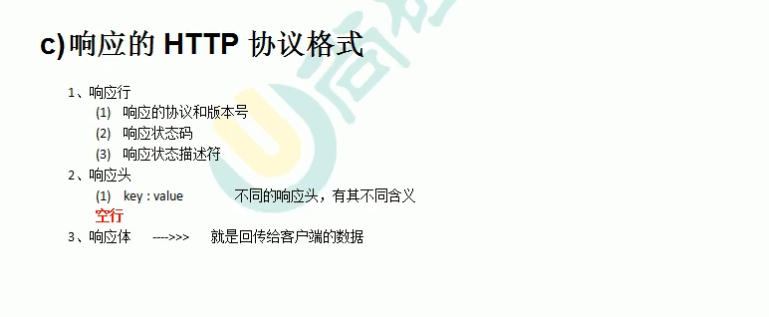 c)响应的 HTTP 协议格式
1、响应行
(1) 响应的协议和版本号
(2) 响应状态码
(3) 响应状态描述符
2、响应头
(1) key : value 不同的响应头，有其不同含义
空行
3、响应体 ---->>> 就是回传给客户端的数据